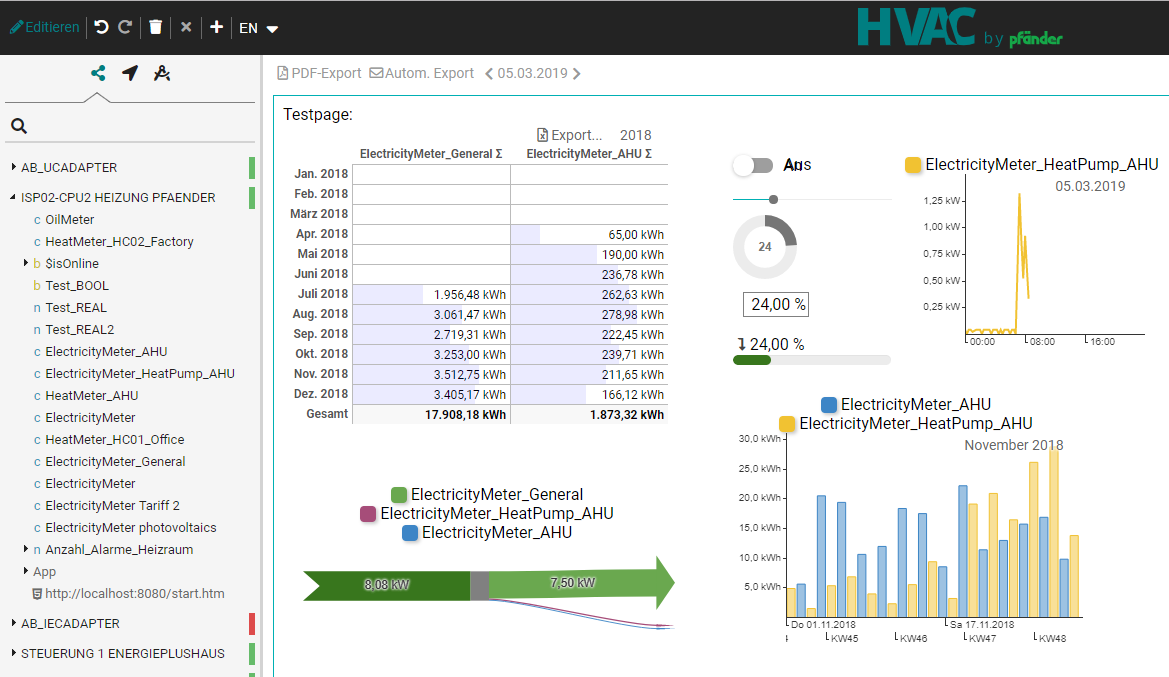 Editieren EN
HVAC by pfänder
PDF-Export Autom. Export 05.03.2019
AB_UCADAPTER
ISP02-CPU2 HEIZUNG PFAENDER
c OilMeter
c HeatMeter_HC02_Factory
b $isOnline
b Test_BOOL
n Test_REAL
n Test_REAL2
c ElectricityMeter_AHU
c ElectricityMeter_HeatPump_AHU
c HeatMeter_AHU
c ElectricityMeter
c HeatMeter_HC01_Office
c ElectricityMeter_General
c ElectricityMeter
c ElectricityMeter Tariff 2
c ElectricityMeter photovoltaics
n Anzahl_Alarme_Heizraum
App
http://localhost:8080/start.htm
AB_IECADAPTER
STEUERUNG 1 ENERGIEPLUSHAUS
Testpage:
Export... 2018
ElectricityMeter_General Σ ElectricityMeter_AHU Σ
Jan. 2018
Feb. 2018
März 2018
Apr. 2018 65,00 kWh
Mai 2018 190,00 kWh
Juni 2018 236,78 kWh
Juli 2018 1.956,48 kWh 262,63 kWh
Aug. 2018 3.061,47 kWh 278,98 kWh
Sep. 2018 2.719,31 kWh 222,45 kWh
Okt. 2018 3.253,00 kWh 239,71 kWh
Nov. 2018 3.512,75 kWh 211,65 kWh
Dez. 2018 3.405,17 kWh 166,12 kWh
Gesamt 17.908,18 kWh 1.873,32 kWh
Aus
24
24,00 %
24,00 %
ElectricityMeter_HeatPump_AHU
05.03.2019
1,25 kW
1,00 kW
0,75 kW
0,50 kW
0,25 kW
00:00 08:00 16:00
ElectricityMeter_General
ElectricityMeter_HeatPump_AHU
ElectricityMeter_AHU
8,08 kW 7,50 kW
ElectricityMeter_AHU
ElectricityMeter_HeatPump_AHU
November 2018
30,0 kWh
25,0 kWh
20,0 kWh
15,0 kWh
10,0 kWh
5,0 kWh
Do 01.11.2018 Sa 17.11.2018
KW45 KW46 KW47 KW48